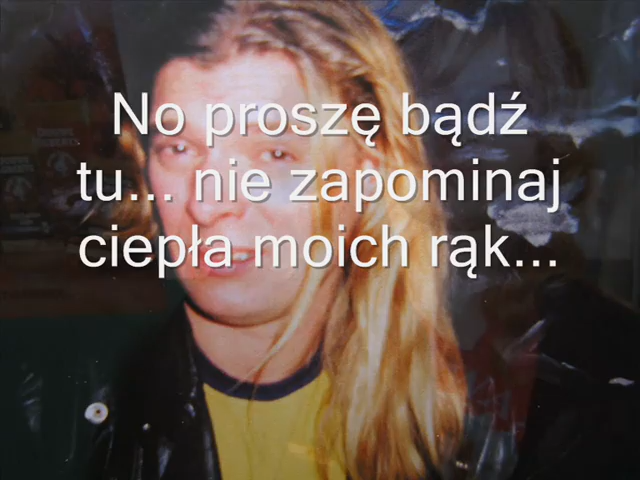 No proszę bądź
tu... nie zapominaj
ciepła moich rąk...